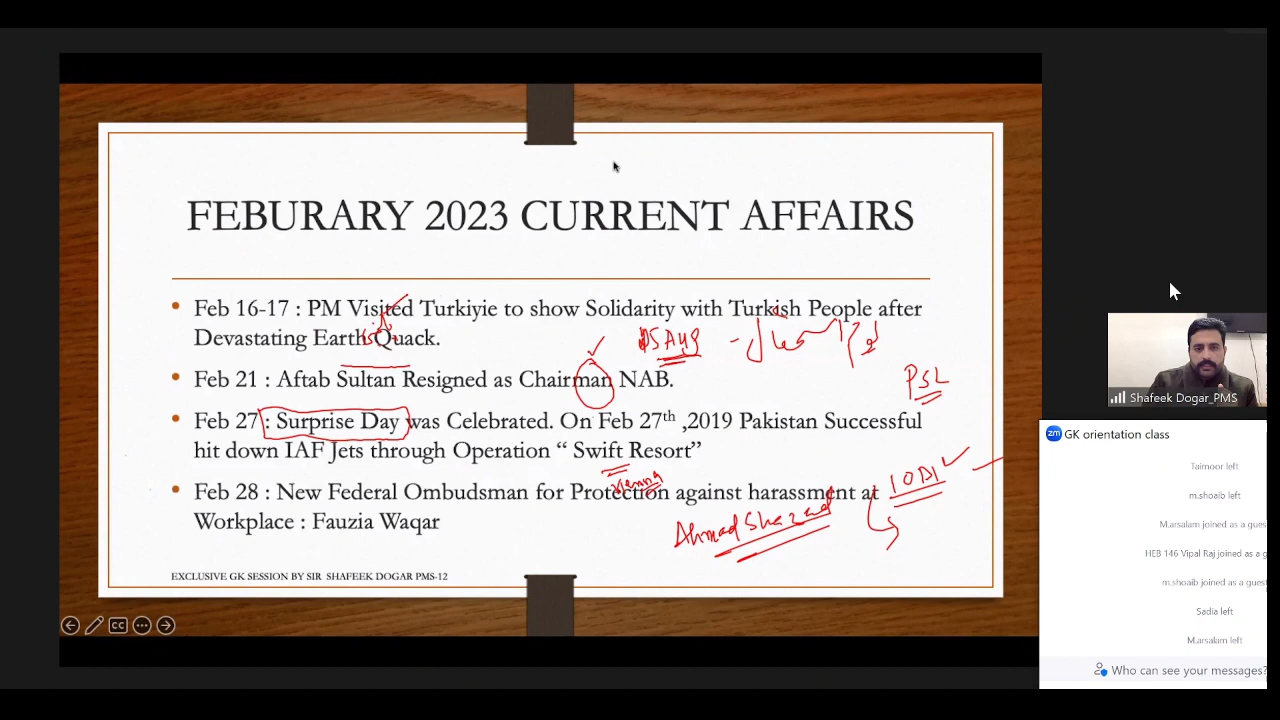 FEBURARY 2023 CURRENT AFFAIRS
• Feb 16-17 : PM Visited Turkiyie to show Solidarity with Turkish People after
Devastating Earth Quack.
• Feb 21 : Aftab Sultan Resigned as Chairman NAB.
PSL
• Feb 27 : Surprise Day was Celebrated. On Feb 27th ,2019 Pakistan Successful
hit down IAF Jets through Operation “ Swift Resort”
• Feb 28 : New Federal Ombudsman for Protection against harassment at
Workplace : Fauzia Waqar
Ahmad Shazad
EXCLUSIVE GK SESSION BY SIR SHAFEEK DOGAR PMS-12
CC
Shafeek Dogar_PMS
zm GK orientation class
Taimoor left
m.shoaib left
M.arsalam joined as a gues
HEB 146 Vipal Raj joined as a g
m.shoaib joined as a guest
Sadia left
M.arsalam left
Who can see your messages?